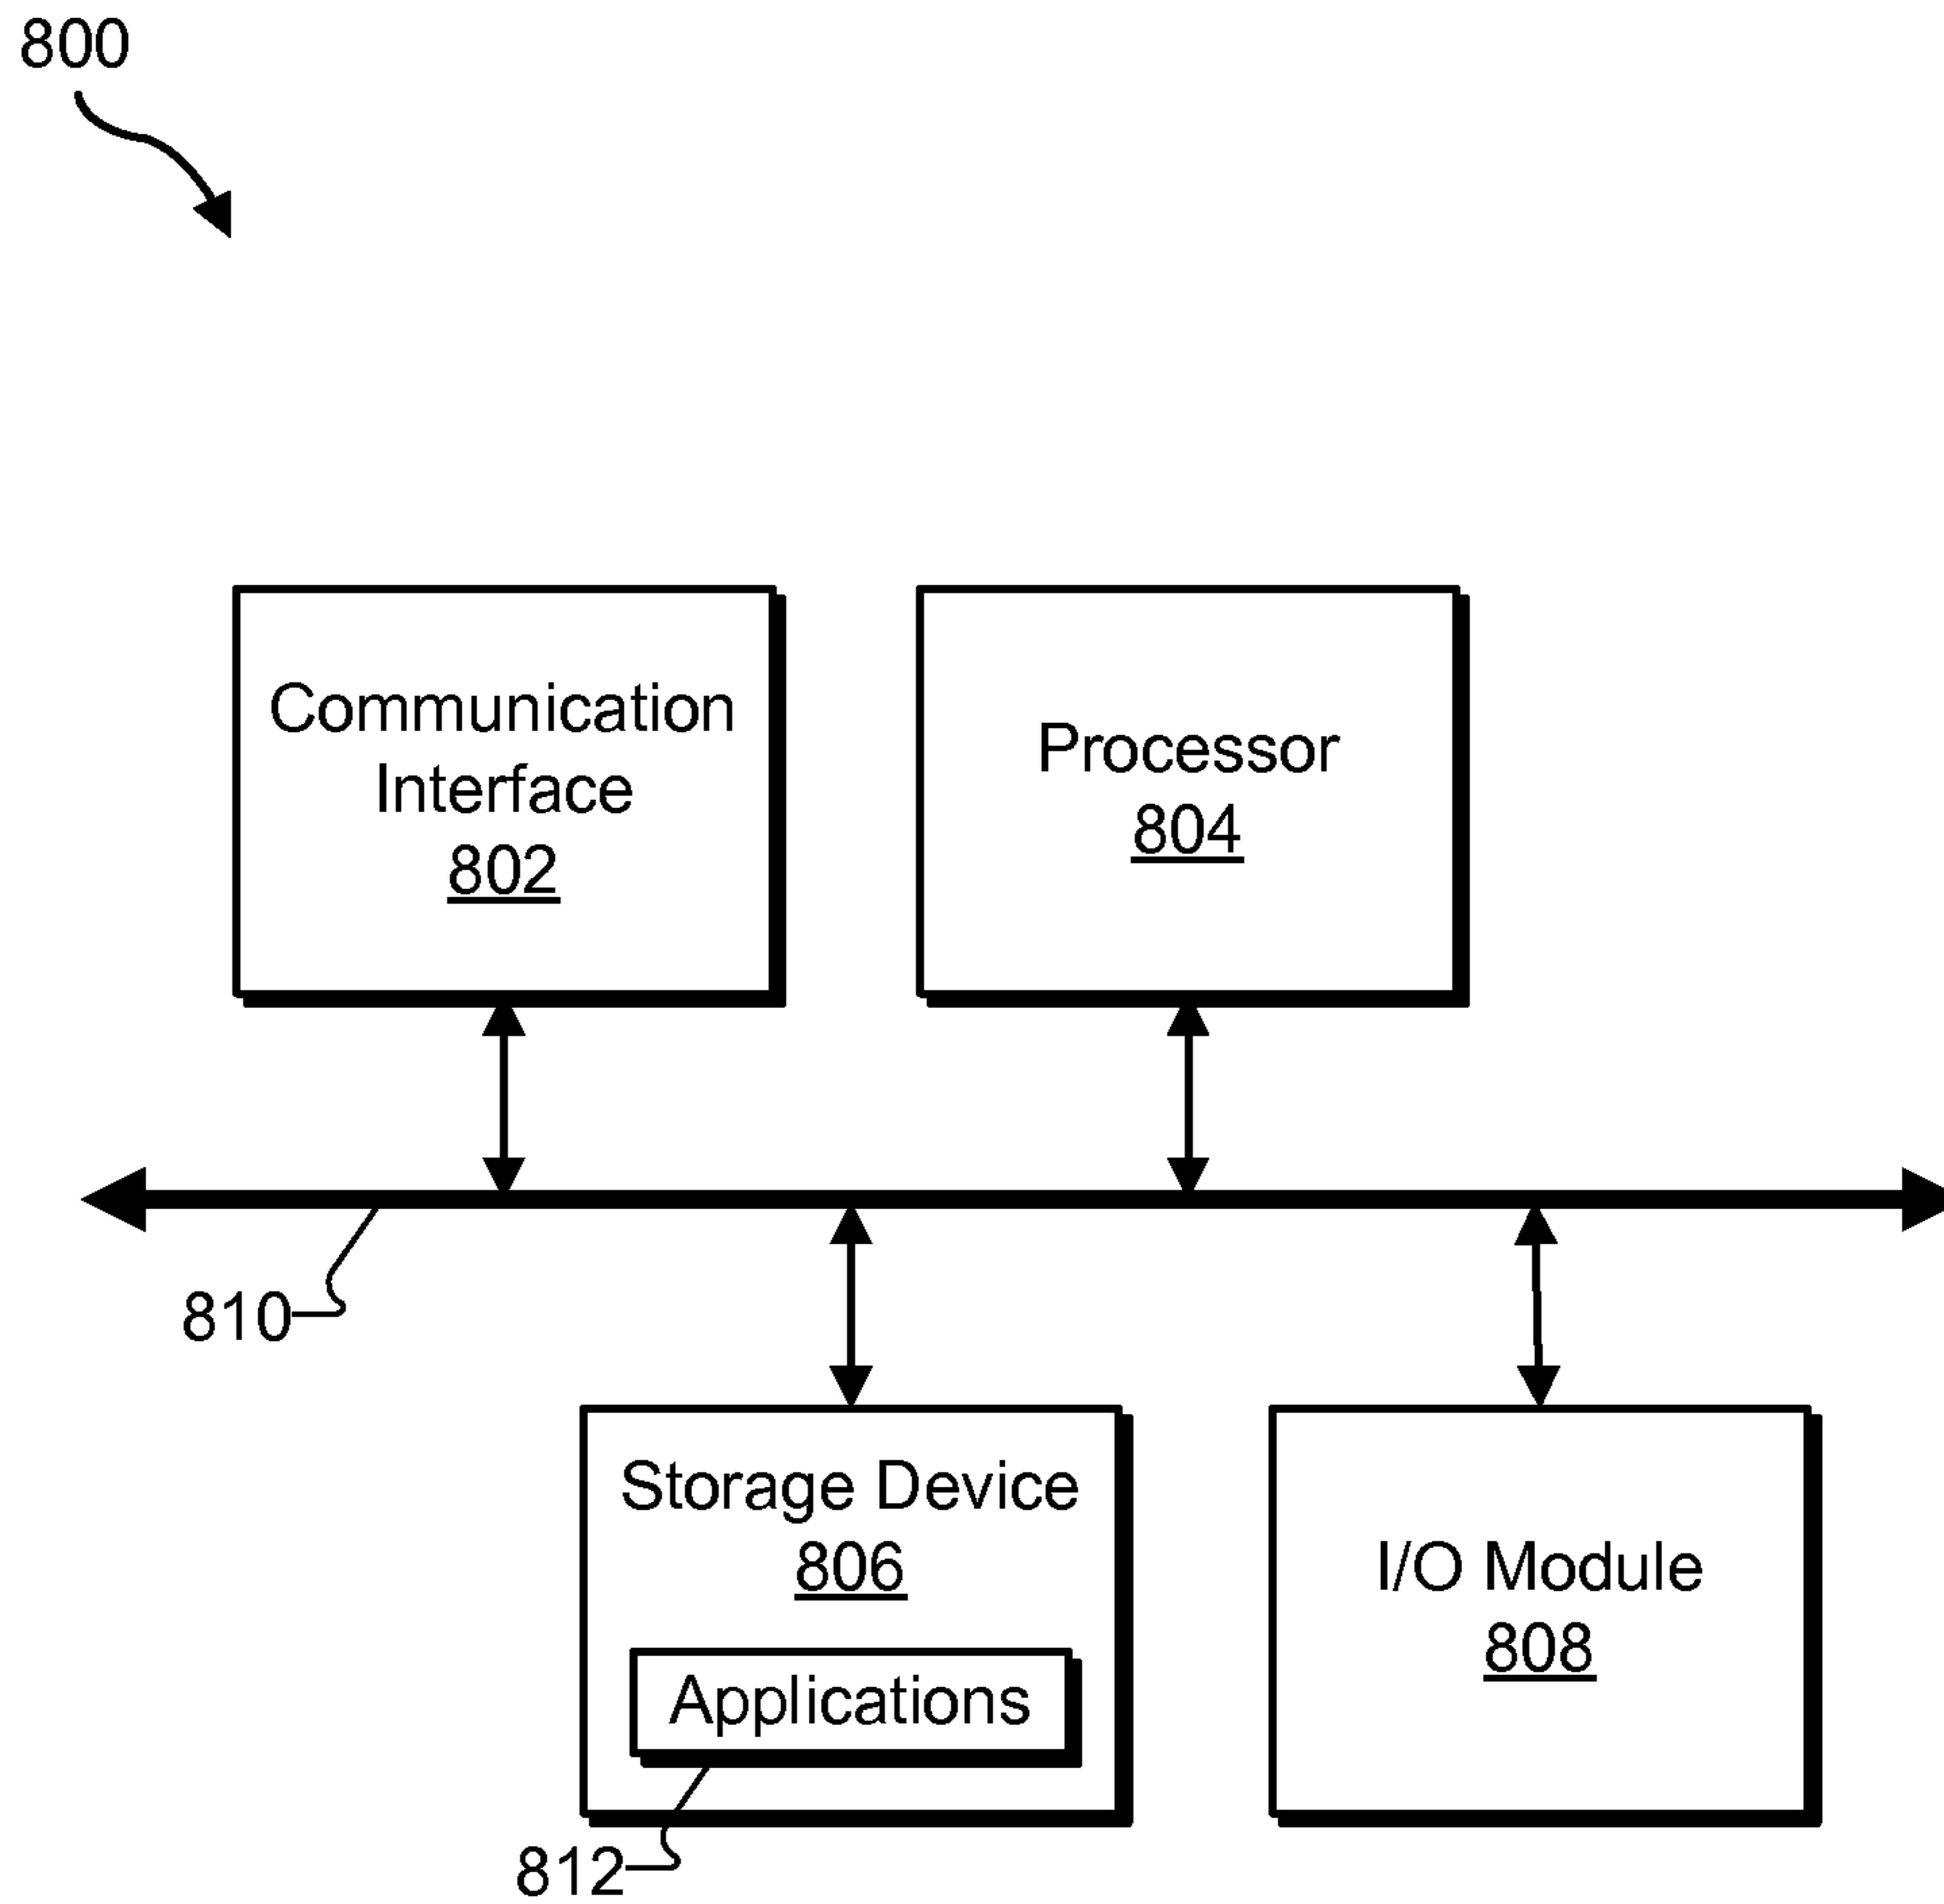 800
Communication
Interface
802
Processor
804
810
Storage Device
806
Applications
812
I/O Module
808